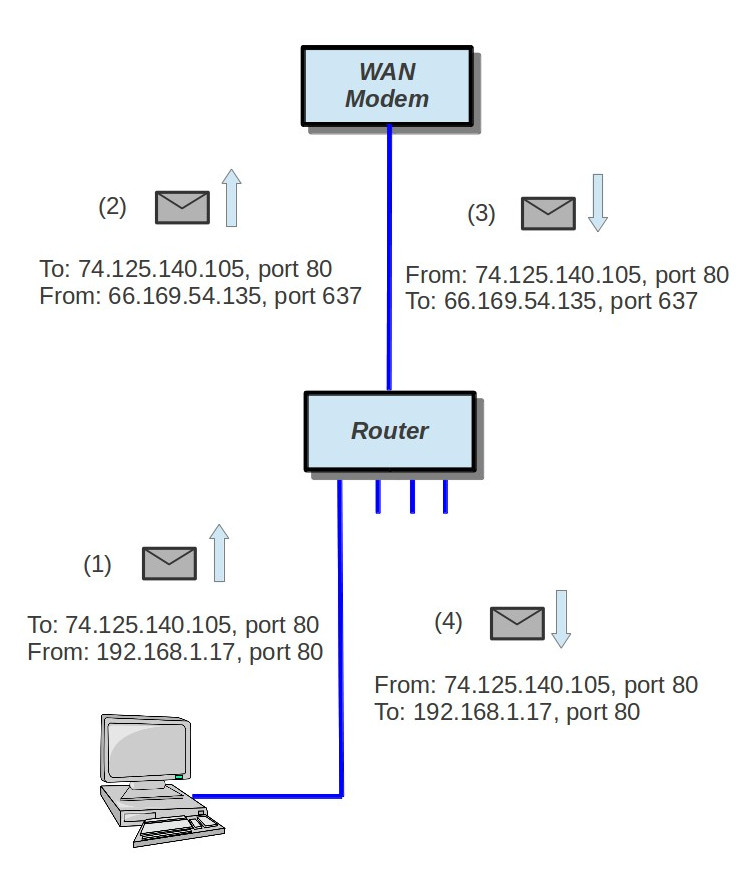 WAN
Modem
(2)
To: 74.125.140.105, port 80
From: 66.169.54.135, port 637
(3)
From: 74.125.140.105, port 80
To: 66.169.54.135, port 637
Router
(1)
To: 74.125.140.105, port 80
From: 192.168.1.17, port 80
(4)
From: 74.125.140.105, port 80
To: 192.168.1.17, port 80